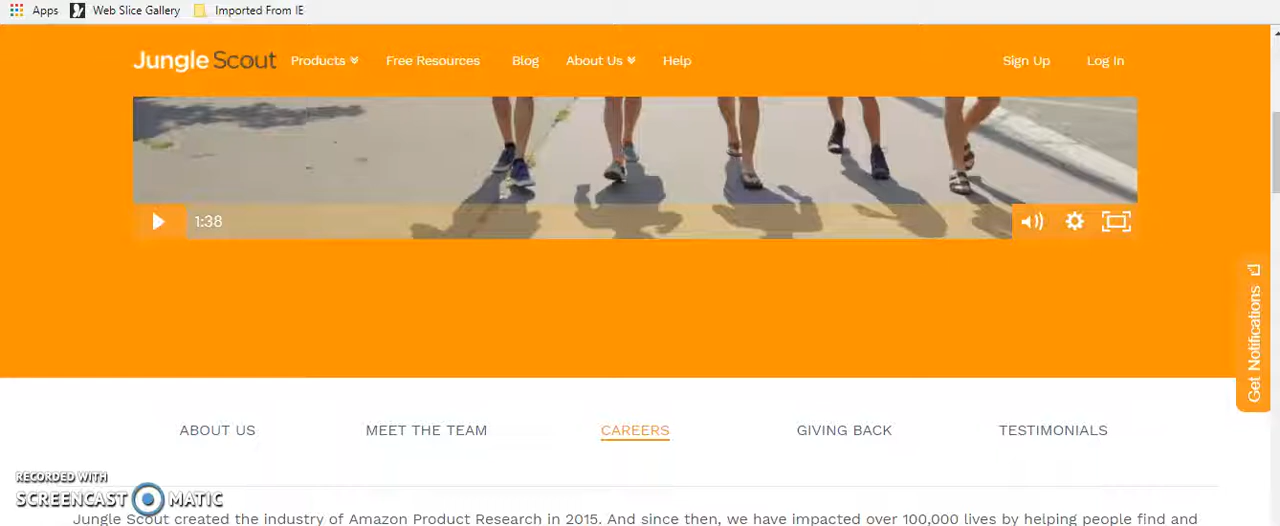 Apps Web Slice Gallery Imported From IE
Jungle Scout Products Free Resources Blog About Us Help Sign Up Log In
1:38
Get Notifications
ABOUT US MEET THE TEAM CAREERS GIVING BACK TESTIMONIALS
RECORDED WITH
SCREENCAST MATIC
Jungle Scout created the industry of Amazon Product Research in 2015. And since then, we have impacted over 100,000 lives by helping people find and